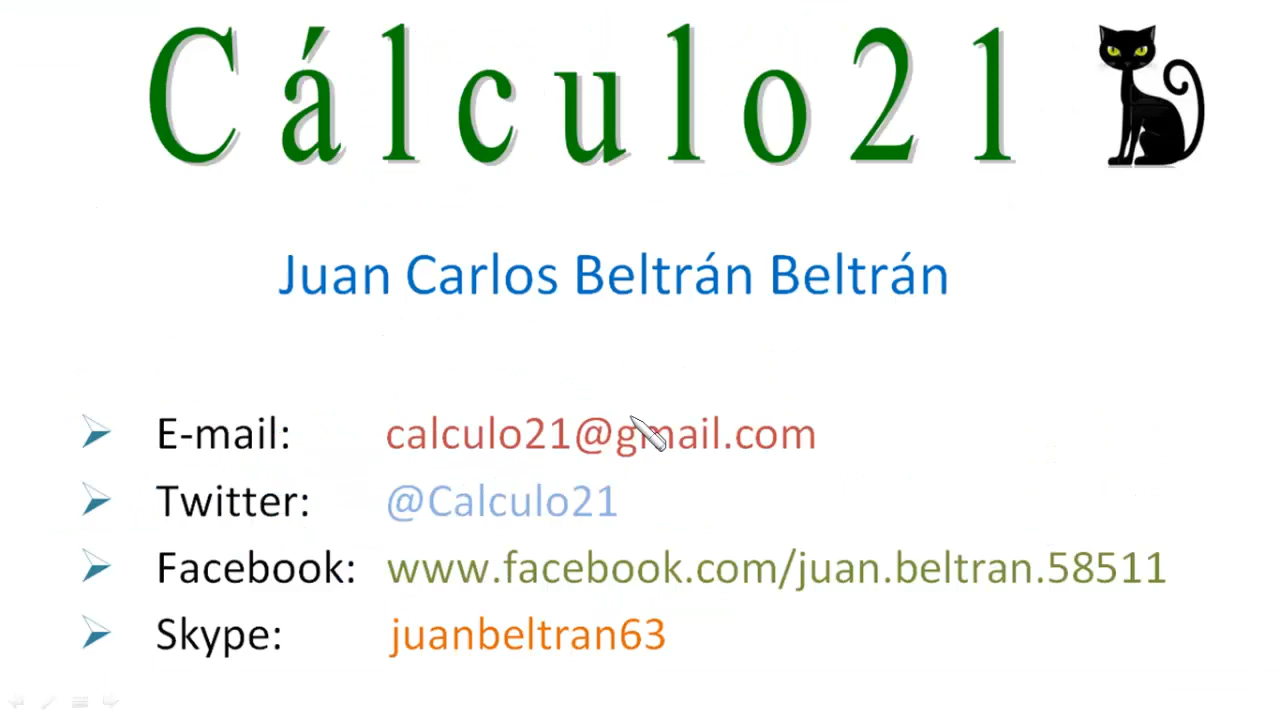 Cálculo21
Juan Carlos Beltrán Beltrán
E-mail: calculo21@gmail.com
Twitter: @Calculo21
Facebook: www.facebook.com/juan.beltran.58511
Skype: juanbeltran63